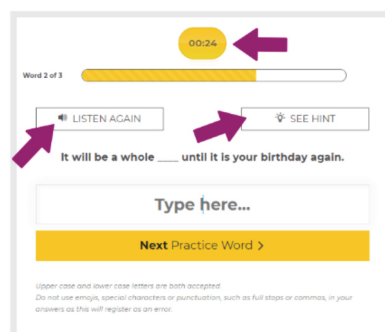 00:24
Word 2 of 3
LISTEN AGAIN
SEE HINT
It will be a whole ____ until it is your birthday again.
Type here...
Next Practice Word >
Upper case and lower case letters are both accepted.
Do not use emojis, special characters or punctuation, such as full stops or commas, in your
answers as this will register as an error.